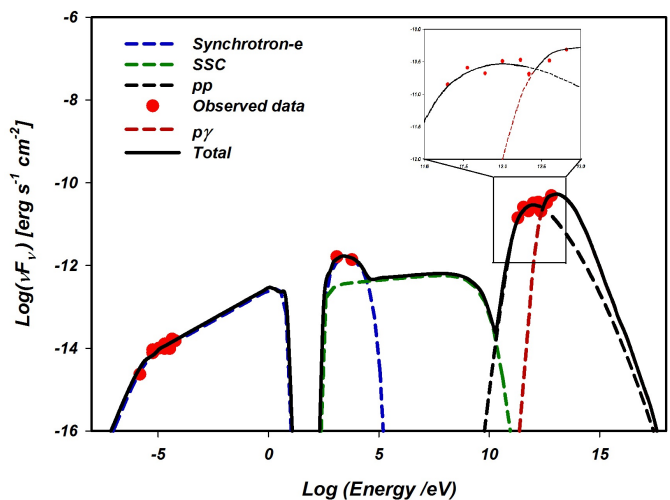 Log(νFν) [erg s-1 cm-2]
-6
-8
-10
-12
-14
-16
Synchrotron-e
SSC
pp
Observed data
pγ
Total
-5
0
5
10
15
Log (Energy /eV)